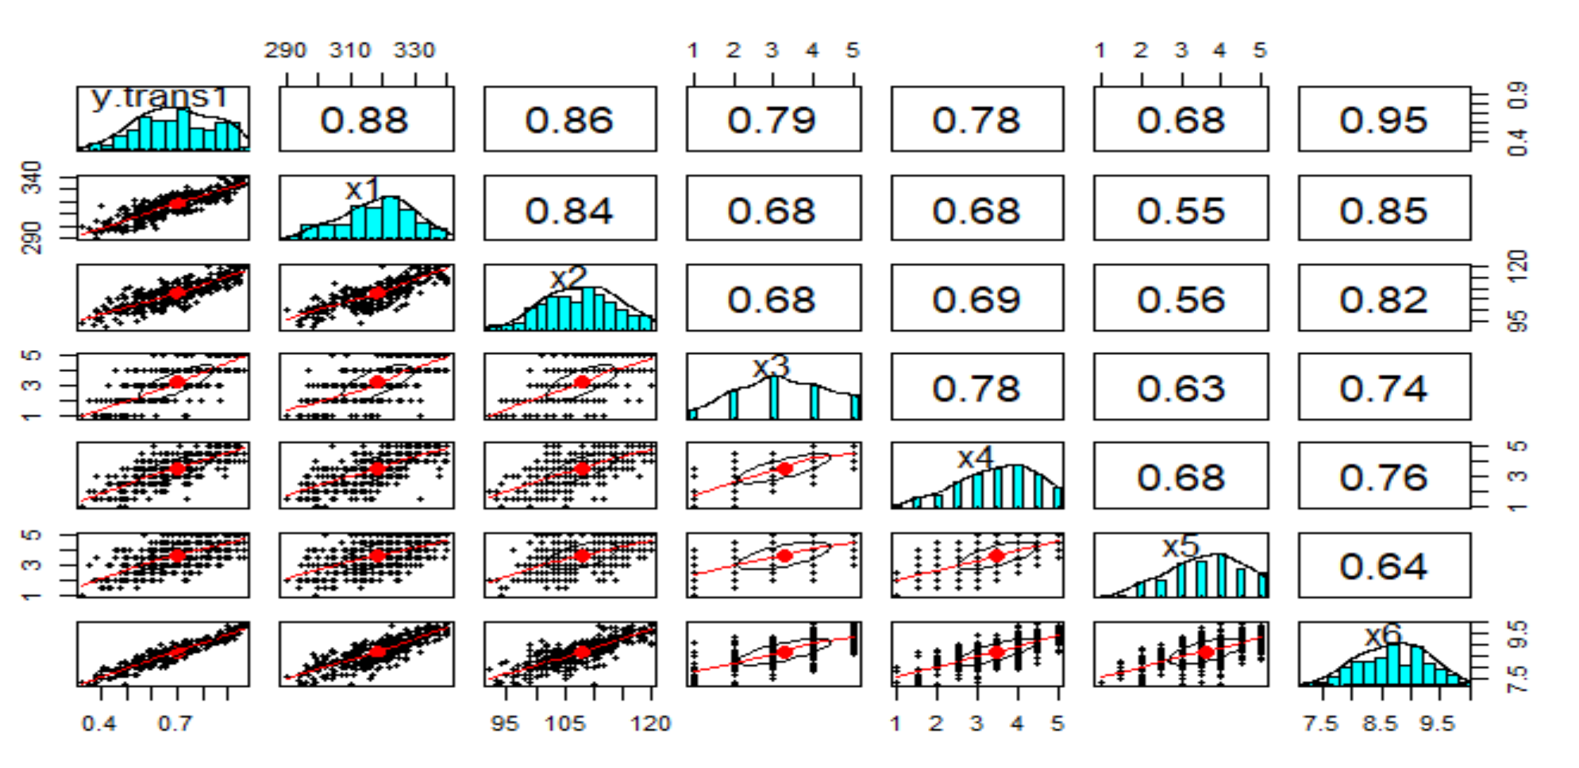 290 310 330 1 2 3 4 5 1 2 3 4 5
y.trans1 0.88 0.86 0.79 0.78 0.68 0.95 0.4 0.9
290 340 x1 0.84 0.68 0.68 0.55 0.85
x2 0.68 0.69 0.56 0.82 95 120
1 3 5 x3 0.78 0.63 0.74
x4 0.68 0.76 1 3 5
1 3 5 x5 0.64
x6 7.5 9.5
0.4 0.7 95 105 120 1 2 3 4 5 7.5 8.5 9.5